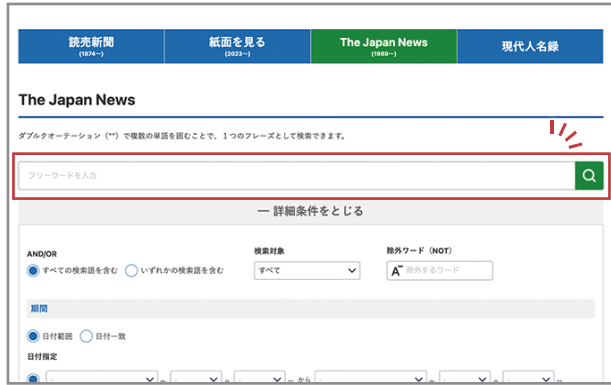 読売新聞 紙面を見る The Japan News 現代人名録
(1874〜) (2023〜) (1989〜)
The Japan News
ダブルクオーテーション（""）で複数の単語を囲むことで、1つのフレーズとして検索できます。
フリーワードを入力
— 詳細条件をとじる
AND/OR 検索対象 除外ワード（NOT）
すべての検索語を含む いずれかの検索語を含む すべて A 除外するワード
期間
日付範囲 日付一致
日付指定
から